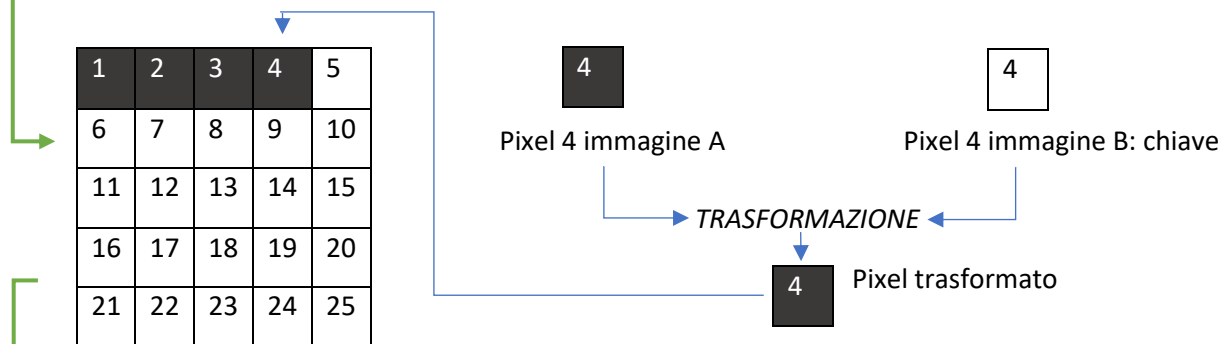 1 2 3 4 5
6 7 8 9 10
11 12 13 14 15
16 17 18 19 20
21 22 23 24 25
4
Pixel 4 immagine A
4
Pixel 4 immagine B: chiave
TRASFORMAZIONE
4
Pixel trasformato